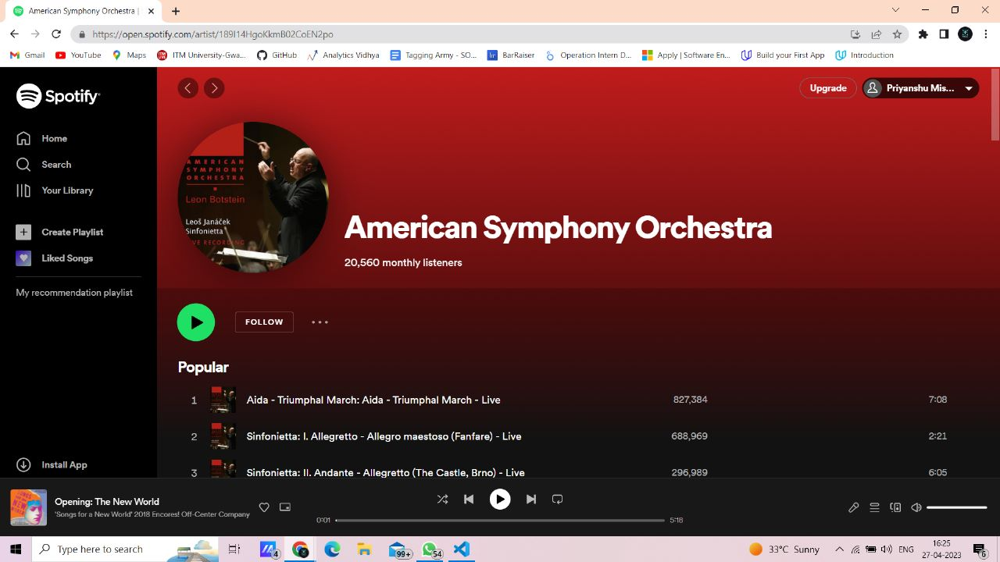 American Symphony Orchestra |
https://open.spotify.com/artist/189I14HgoKkmB02CoEN2po
Gmail YouTube Maps ITM University-Gwa... GitHub Analytics Vidhya Tagging Army - SO... BarRaiser Operation Intern D... Apply | Software En... Build your First App Introduction
Spotify
Upgrade Priyanshu Mis...
Home
Search
Your Library
Create Playlist
Liked Songs
My recommendation playlist
Install App
AMERICAN
SYMPHONY
ORCHESTRA
Leon Botstein
Leoš Janáček
Sinfonietta
LIVE RECORDING
American Symphony Orchestra
20,560 monthly listeners
FOLLOW
Popular
1 Aida - Triumphal March: Aida - Triumphal March - Live 827,384 7:08
2 Sinfonietta: I. Allegretto - Allegro maestoso (Fanfare) - Live 688,969 2:21
3 Sinfonietta: II. Andante - Allegretto (The Castle, Brno) - Live 296,989 6:05
Opening: The New World
'Songs for a New World' 2018 Encores! Off-Center Company
0:01 5:18
Type here to search
4 99+ 54
33°C Sunny ENG
16:25
27-04-2023
6